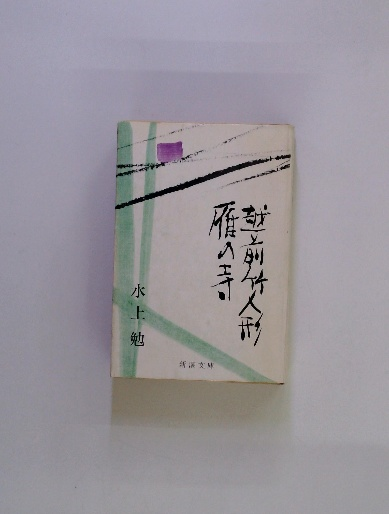 雁の寺
越前竹人形
水上勉
新潮文庫